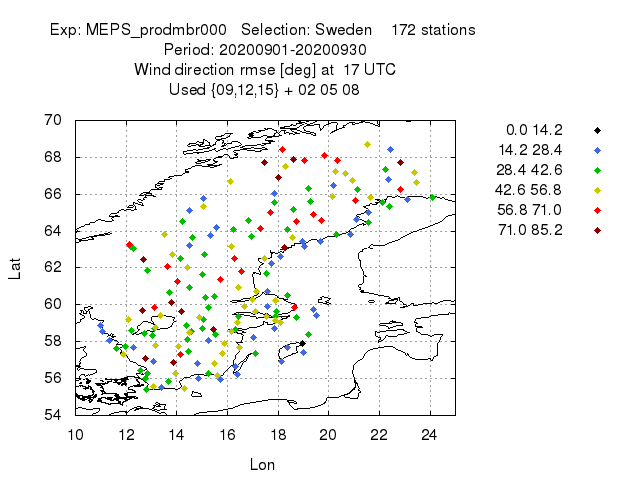 Exp: MEPS_prodmbr000 Selection: Sweden 172 stations
Period: 20200901-20200930
Wind direction rmse [deg] at 17 UTC
Used {09,12,15} + 02 05 08
70
68
66
64
62
60
58
56
54
Lat
10 12 14 16 18 20 22 24
Lon
0.0 14.2
14.2 28.4
28.4 42.6
42.6 56.8
56.8 71.0
71.0 85.2